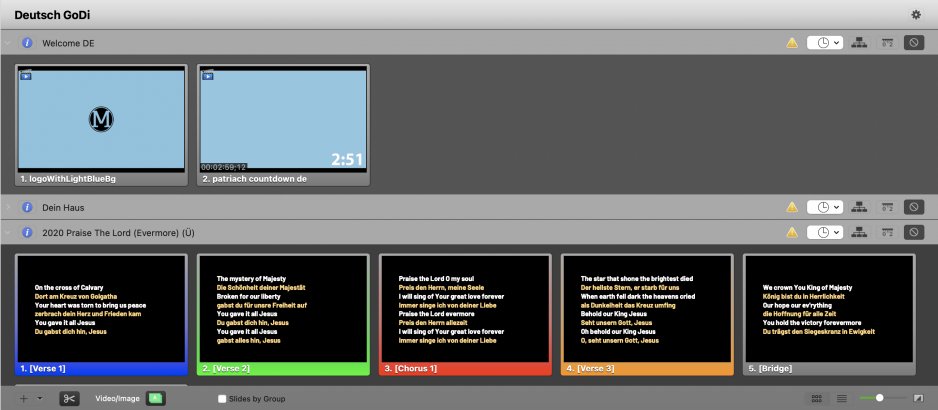 Deutsch GoDi
Welcome DE
M
2:51
00:02:59;12
1. logoWithLightBlueBg
2. patriach countdown de
Dein Haus
2020 Praise The Lord (Evermore) (Ü)
On the cross of Calvary
Dort am Kreuz von Golgatha
Your heart was torn to bring us peace
zerbrach dein Herz und Frieden kam
You gave it all Jesus
Du gabst dich hin, Jesus
1. [Verse 1]
The mystery of Majesty
Die Schönheit deiner Majestät
Broken for our liberty
gabst du für unsre Freiheit auf
You gave it all Jesus
Du gabst dich hin, Jesus
You gave it all Jesus
gabst alles hin, Jesus
2. [Verse 2]
Praise the Lord O my soul
Preis den Herrn, meine Seele
I will sing of Your great love forever
Immer singe ich von deiner Liebe
Praise the Lord evermore
Preis den Herrn allezeit
I will sing of Your great love forever
Immer singe ich von deiner Liebe
3. [Chorus 1]
The star that shone the brightest died
Der hellste Stern, er starb für uns
When earth fell dark the heavens cried
als Dunkelheit das Kreuz umfing
Behold our King Jesus
Seht unsern Gott, Jesus
Oh behold our King Jesus
O, seht unsern Gott, Jesus
4. [Verse 3]
We crown You King of Majesty
König bist du in Herrlichkeit
Our hope our ev'rything
die Hoffnung für alle Zeit
You hold the victory forevermore
Du trägst den Siegeskranz in Ewigkeit
5. [Bridge]
Video/Image
Slides by Group